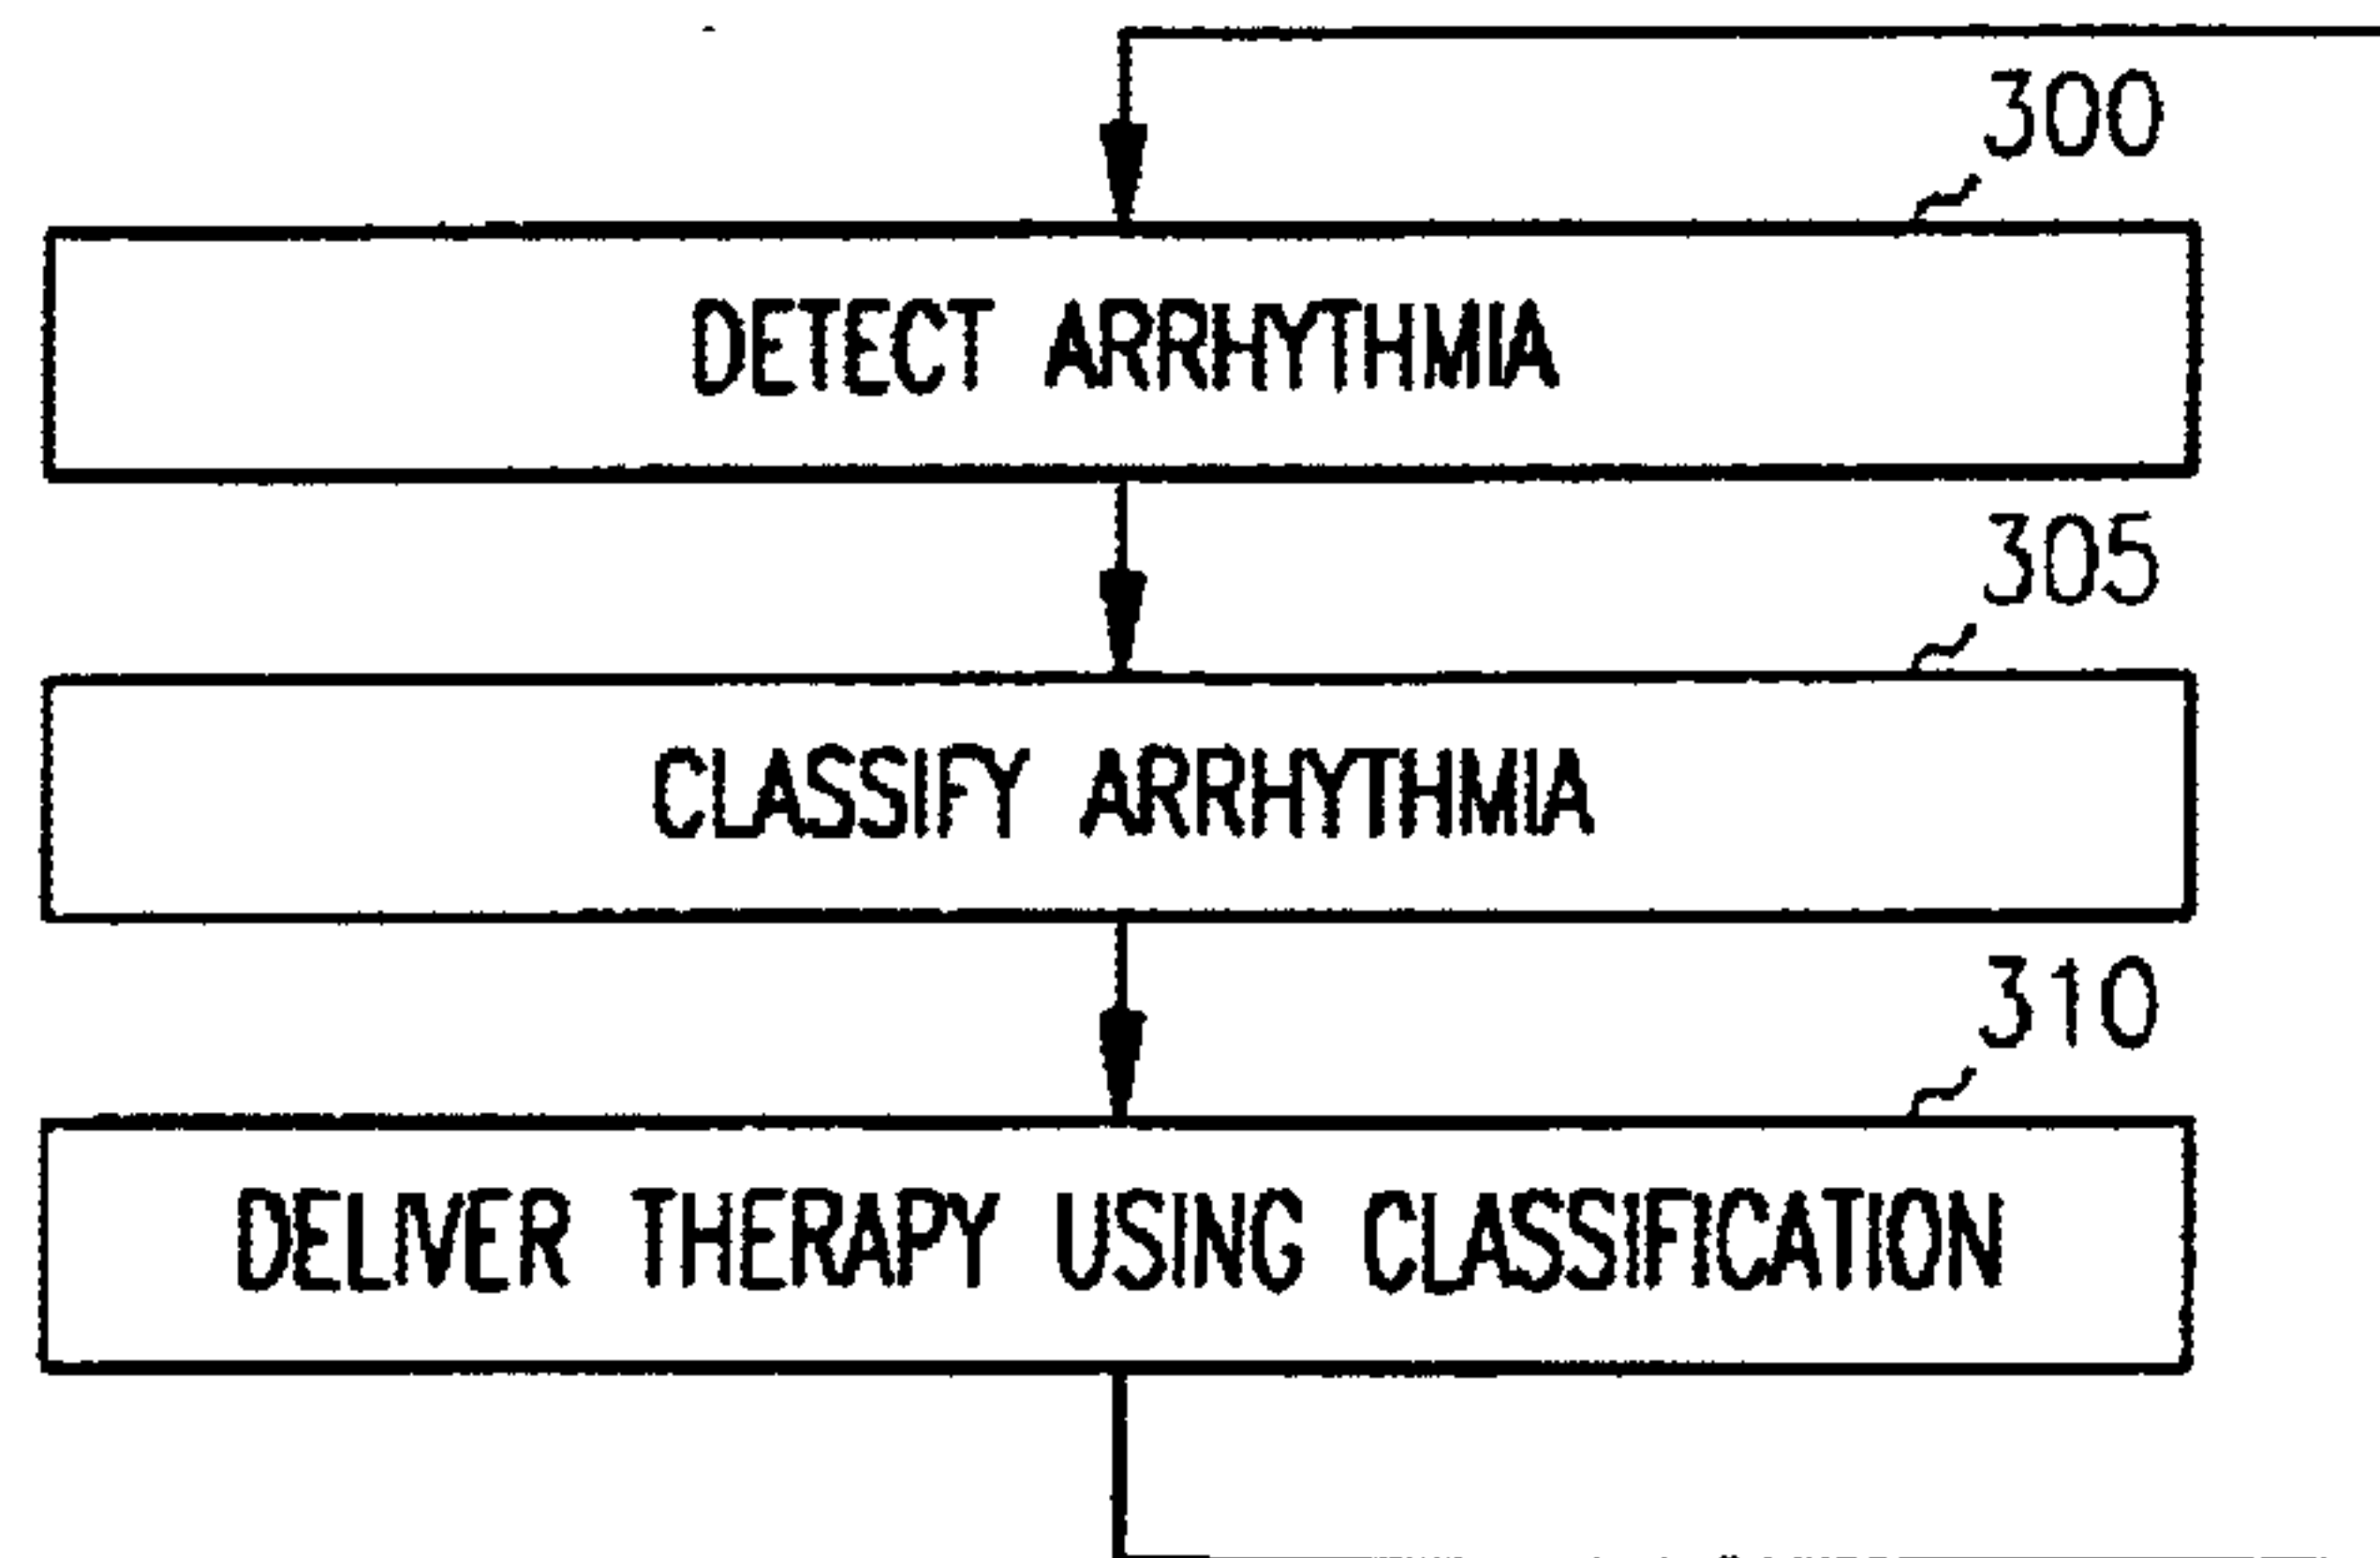 300
DETECT ARRHYTHMIA
305
CLASSIFY ARRHYTHMIA
310
DELIVER THERAPY USING CLASSIFICATION